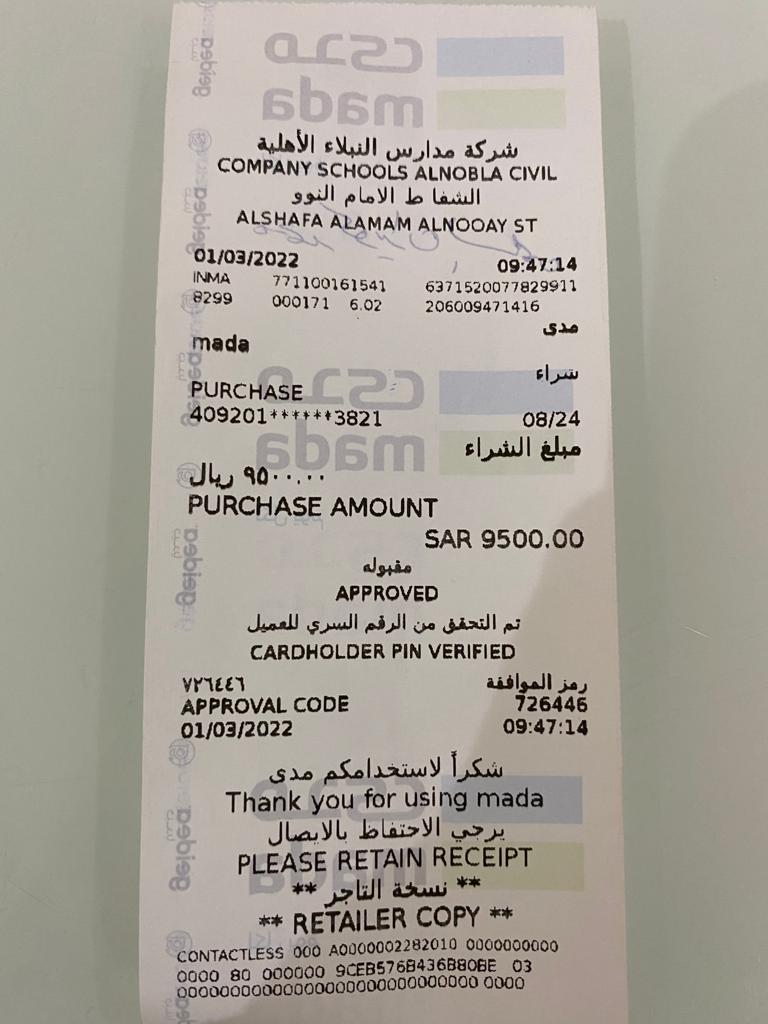 مدى
mada
شركة مدارس النبلاء الأهلية
COMPANY SCHOOLS ALNOBLA CIVIL
الشفا ط الامام النوو
ALSHAFA ALAMAM ALNOOAY ST
01/03/2022 09:47:14
INMA 771100161541 6371520077829911
8299 000171 6.02 206009471416
مدى
mada
شراء
PURCHASE
409201******3821 08/24
مبلغ الشراء
٩٥٠٠.٠٠ ريال
PURCHASE AMOUNT
SAR 9500.00
مقبوله
APPROVED
تم التحقق من الرقم السري للعميل
CARDHOLDER PIN VERIFIED
رمز الموافقة ٧٢٦٤٤٦
APPROVAL CODE 726446
01/03/2022 09:47:14
شكراً لاستخدامكم مدى
Thank you for using mada
يرجي الاحتفاظ بالايصال
PLEASE RETAIN RECEIPT
** نسخة التاجر **
** RETAILER COPY **
CONTACTLESS 000 A0000002282010 0000000000
0000 80 000000 9CEB576B436B80BE 03
geidea